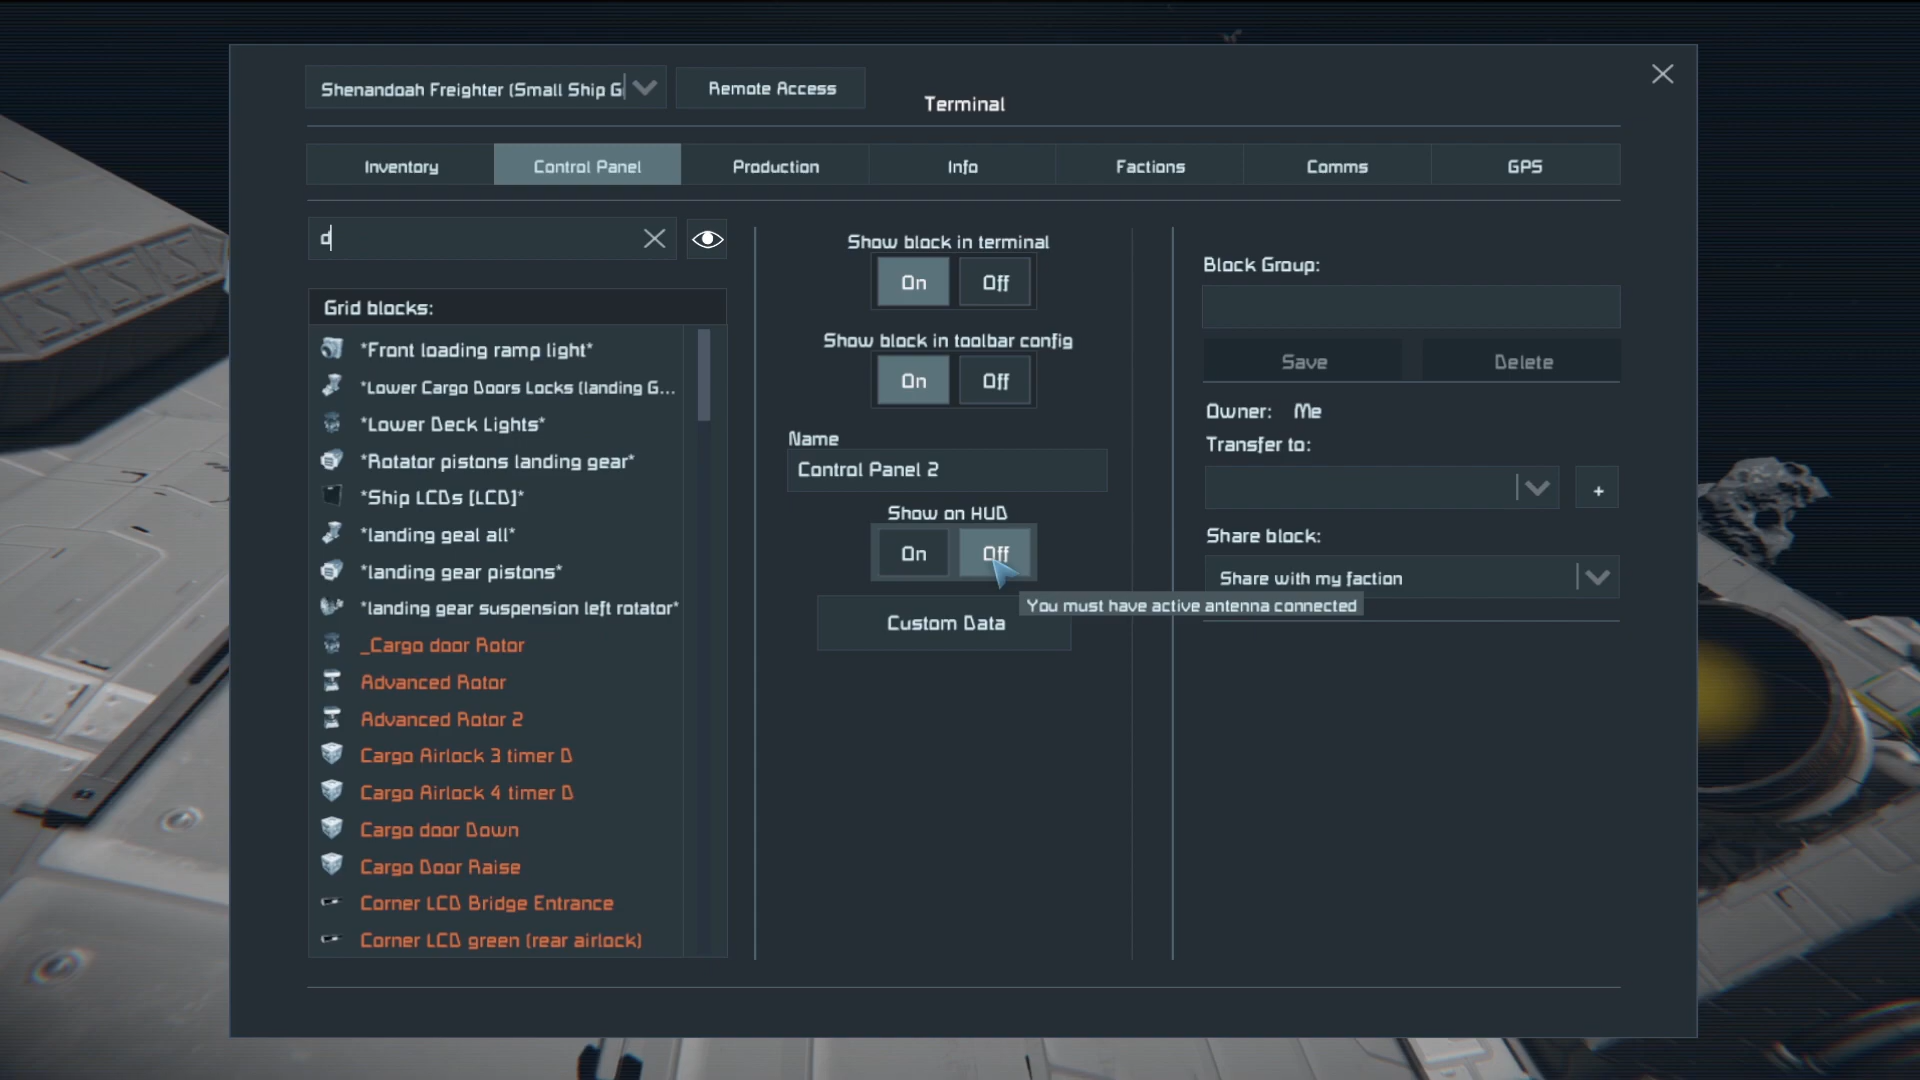 Shenandoah Freighter (Small Ship G
Remote Access
Terminal
Inventory
Control Panel
Production
Info
Factions
Comms
GPS
d
Grid blocks:
*Front loading ramp light*
*Lower Cargo Doors Locks (landing G...
*Lower Deck Lights*
*Rotator pistons landing gear*
*Ship LCDs [LCD]*
*landing geal all*
*landing gear pistons*
*landing gear suspension left rotator*
_Cargo door Rotor
Advanced Rotor
Advanced Rotor 2
Cargo Airlock 3 timer D
Cargo Airlock 4 timer D
Cargo door Down
Cargo Door Raise
Corner LCD Bridge Entrance
Corner LCD green (rear airlock)
Show block in terminal
On Off
Show block in toolbar config
On Off
Name
Control Panel 2
Show on HUD
On Off
You must have active antenna connected
Custom Data
Block Group:
Save Delete
Owner: Me
Transfer to:
+
Share block:
Share with my faction